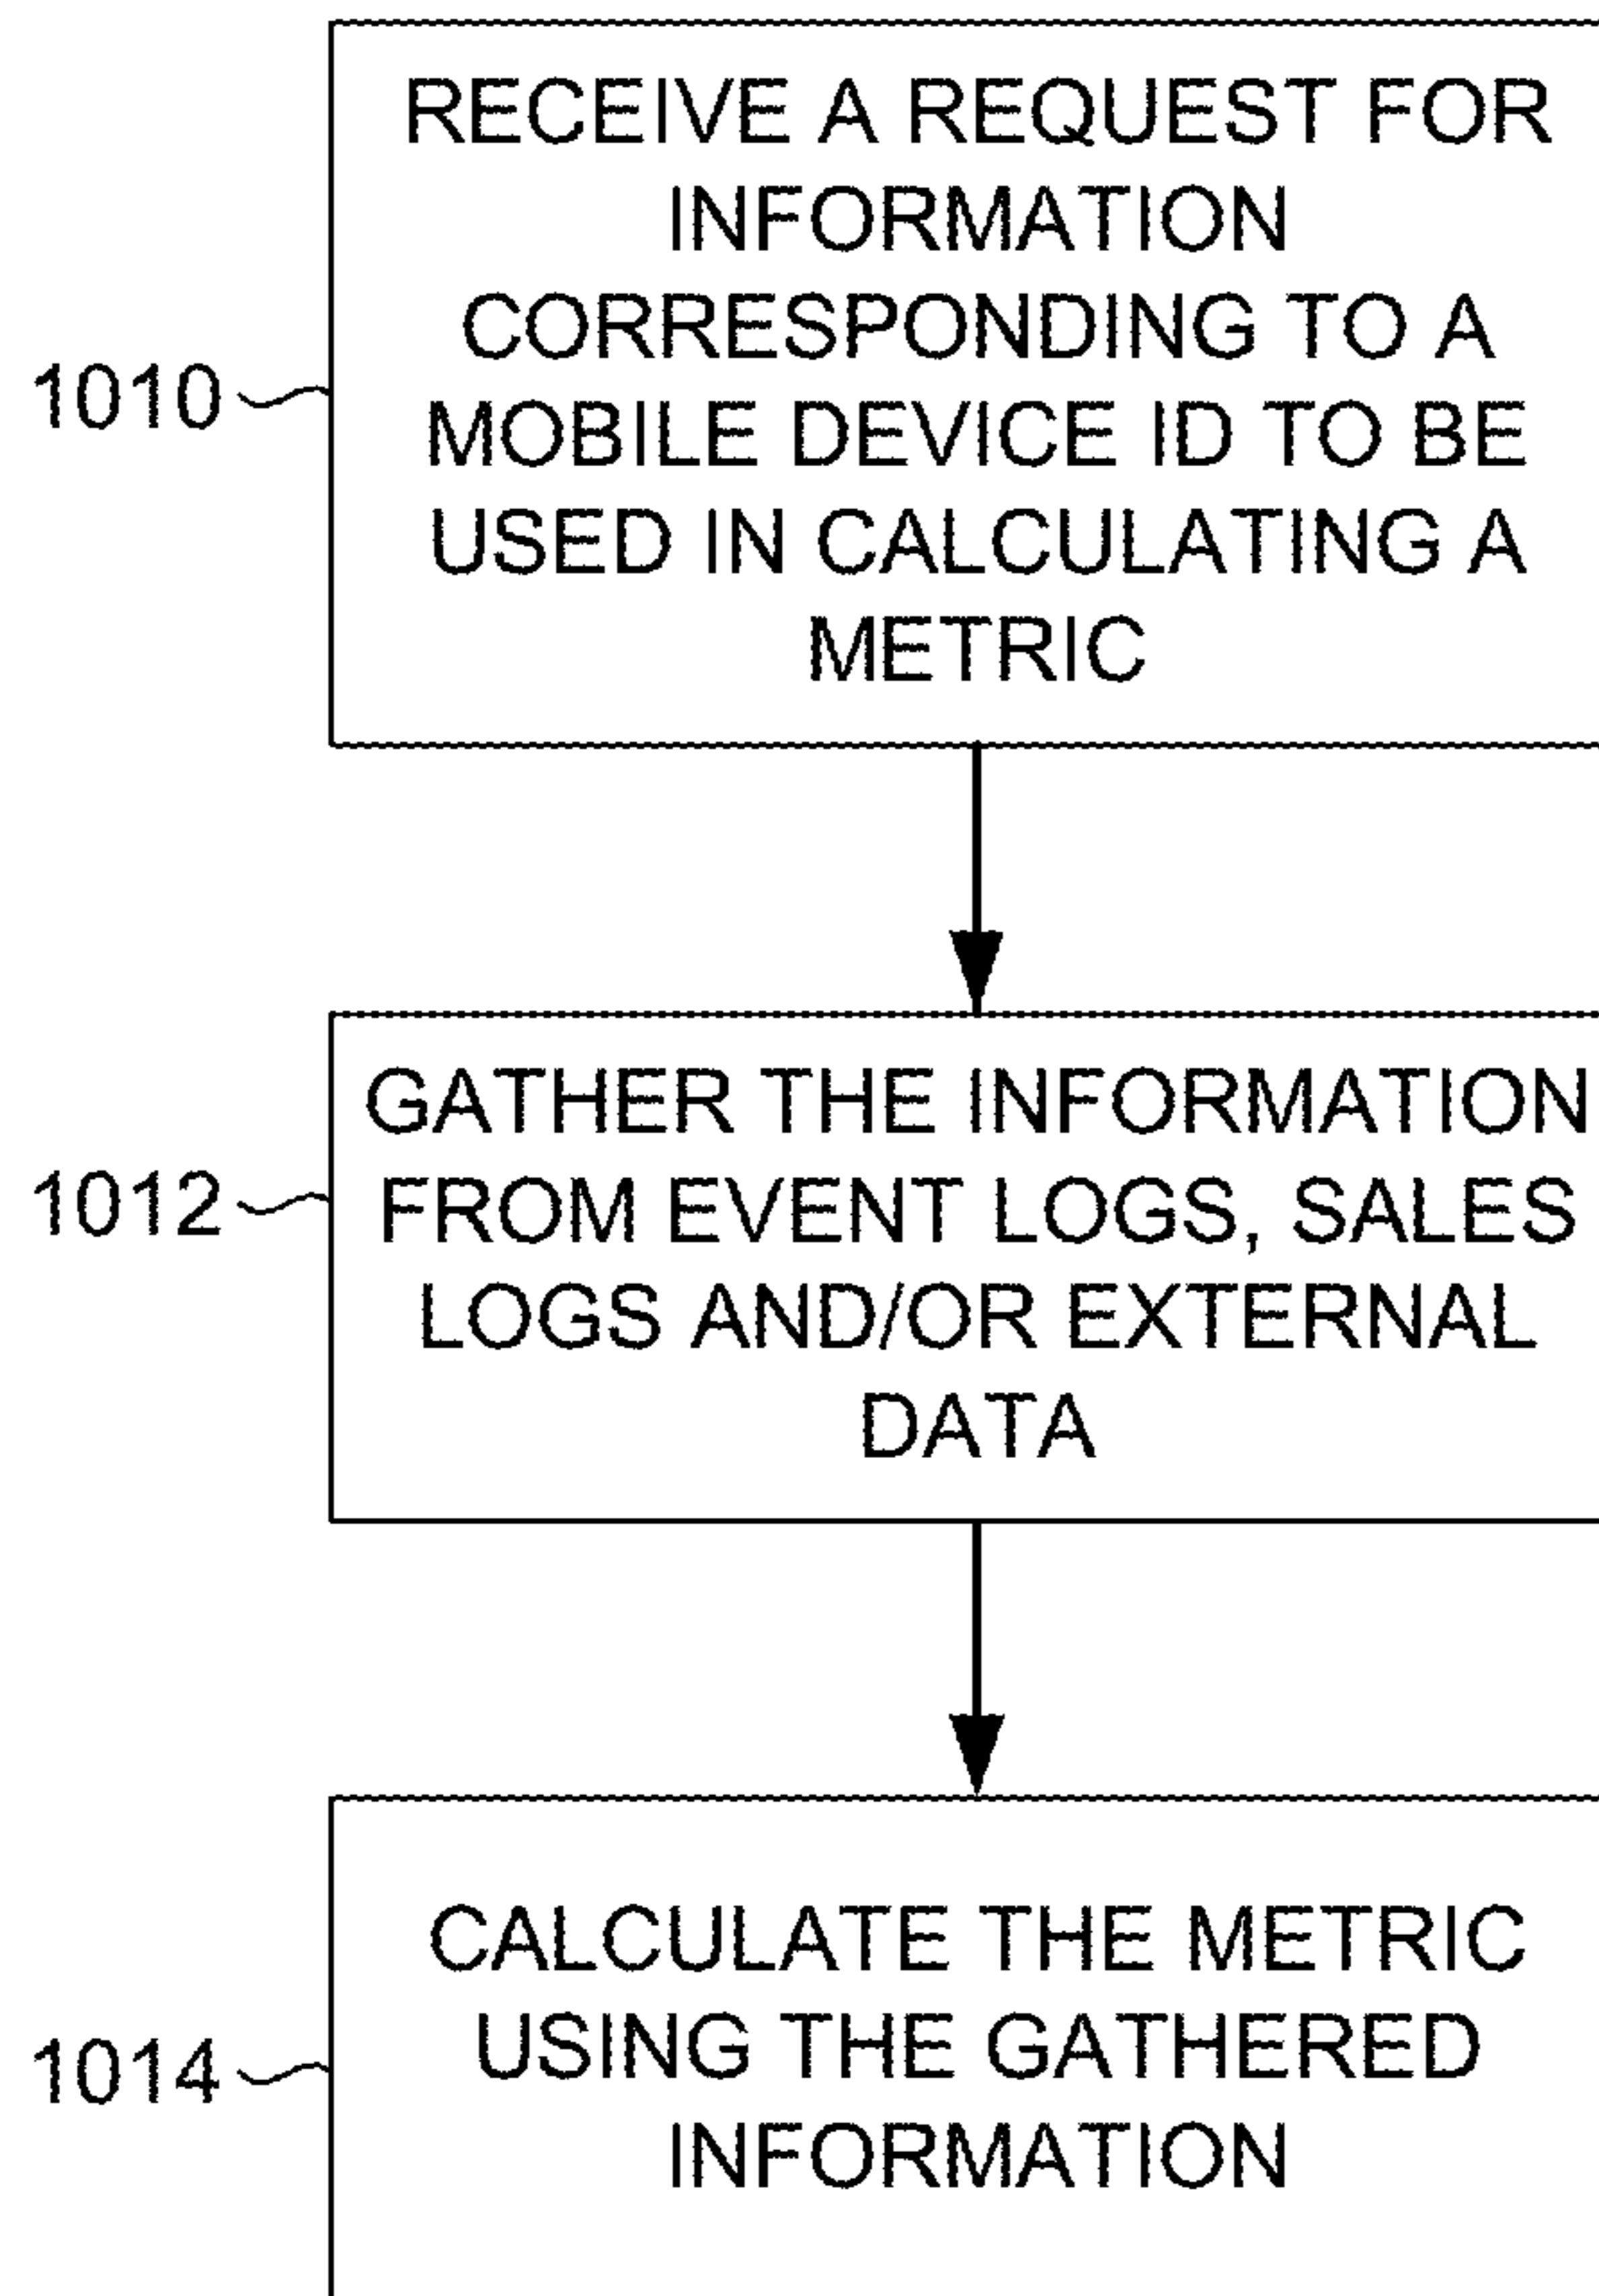 RECEIVE A REQUEST FOR
INFORMATION
CORRESPONDING TO A
MOBILE DEVICE ID TO BE
USED IN CALCULATING A
METRIC
1010
GATHER THE INFORMATION
FROM EVENT LOGS, SALES
LOGS AND/OR EXTERNAL
DATA
1012
CALCULATE THE METRIC
USING THE GATHERED
INFORMATION
1014